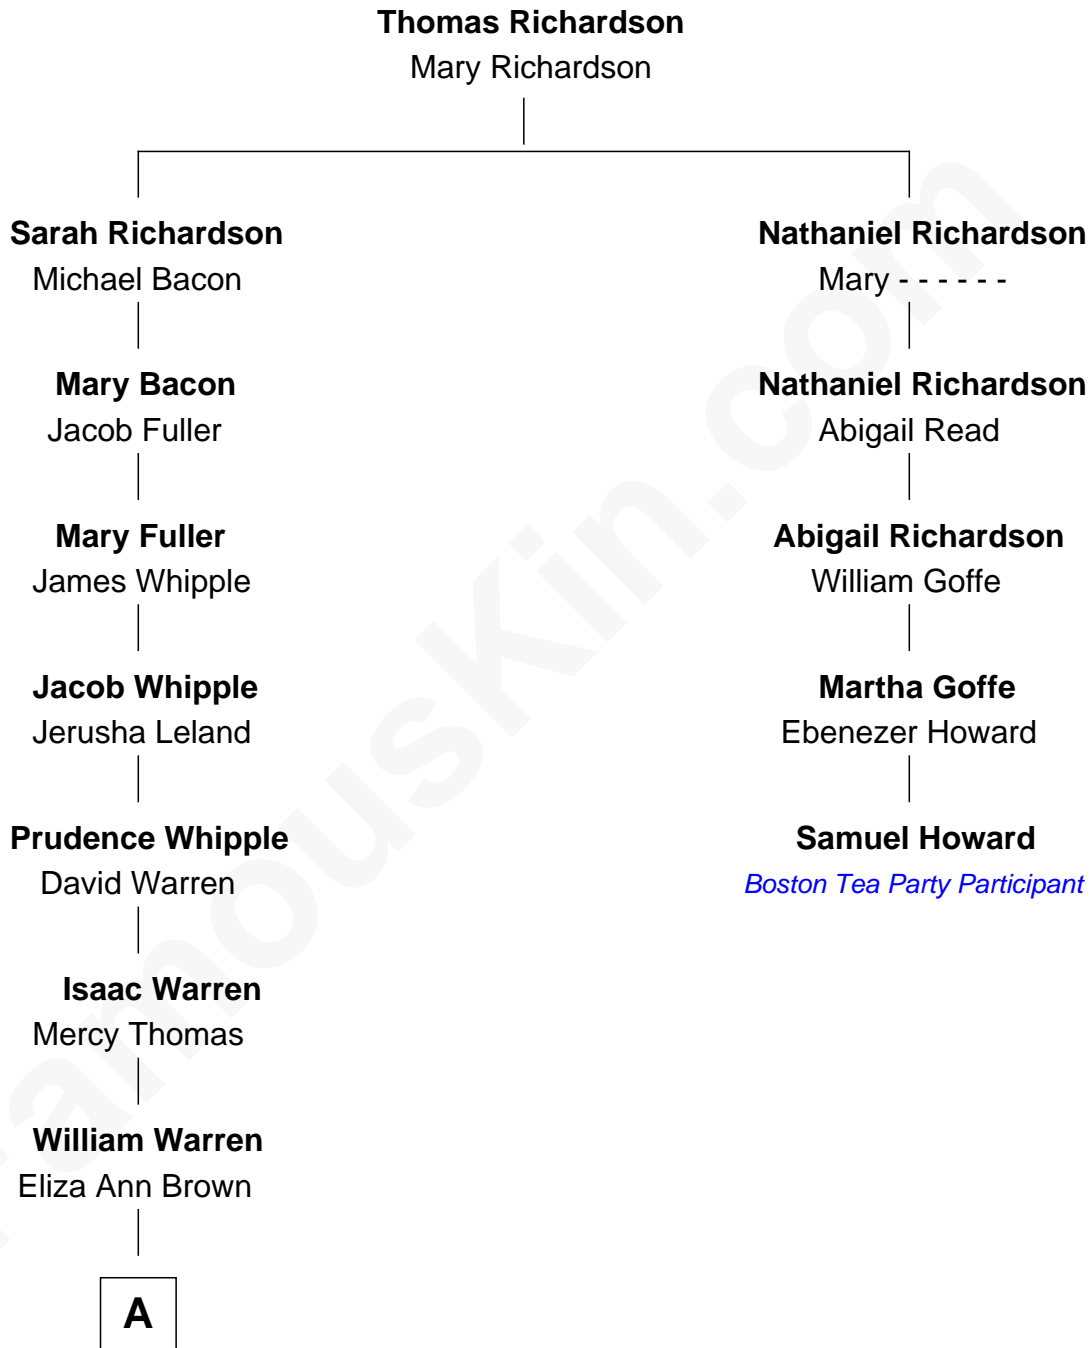 Thomas Richardson
Mary Richardson
Sarah Richardson
Michael Bacon
Nathaniel Richardson
Mary - - - - - -
Mary Bacon
Jacob Fuller
Nathaniel Richardson
Abigail Read
Mary Fuller
James Whipple
Abigail Richardson
William Goffe
Jacob Whipple
Jerusha Leland
Martha Goffe
Ebenezer Howard
Prudence Whipple
David Warren
Samuel Howard
Boston Tea Party Participant
Isaac Warren
Mercy Thomas
William Warren
Eliza Ann Brown
A
FamousKin.com